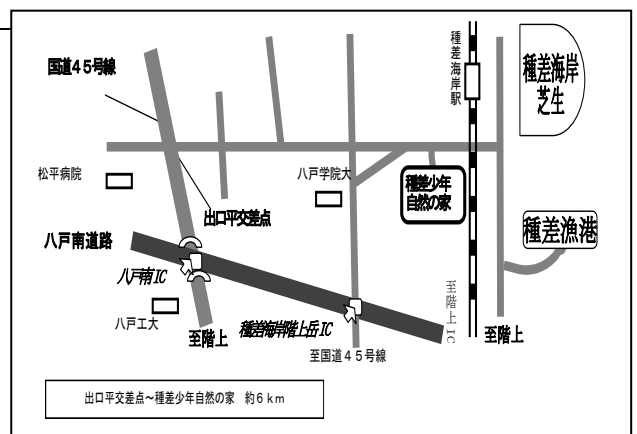 国道45号線
種差海岸駅
種差海岸
芝生
松平病院
八戸学院大
種差少年
自然の家
出口平交差点
八戸南道路
種差漁港
八戸南IC
八戸工大
至階上
種差海岸階上岳IC
至階上IC
至階上
至国道45号線
出口平交差点～種差少年自然の家 約6km